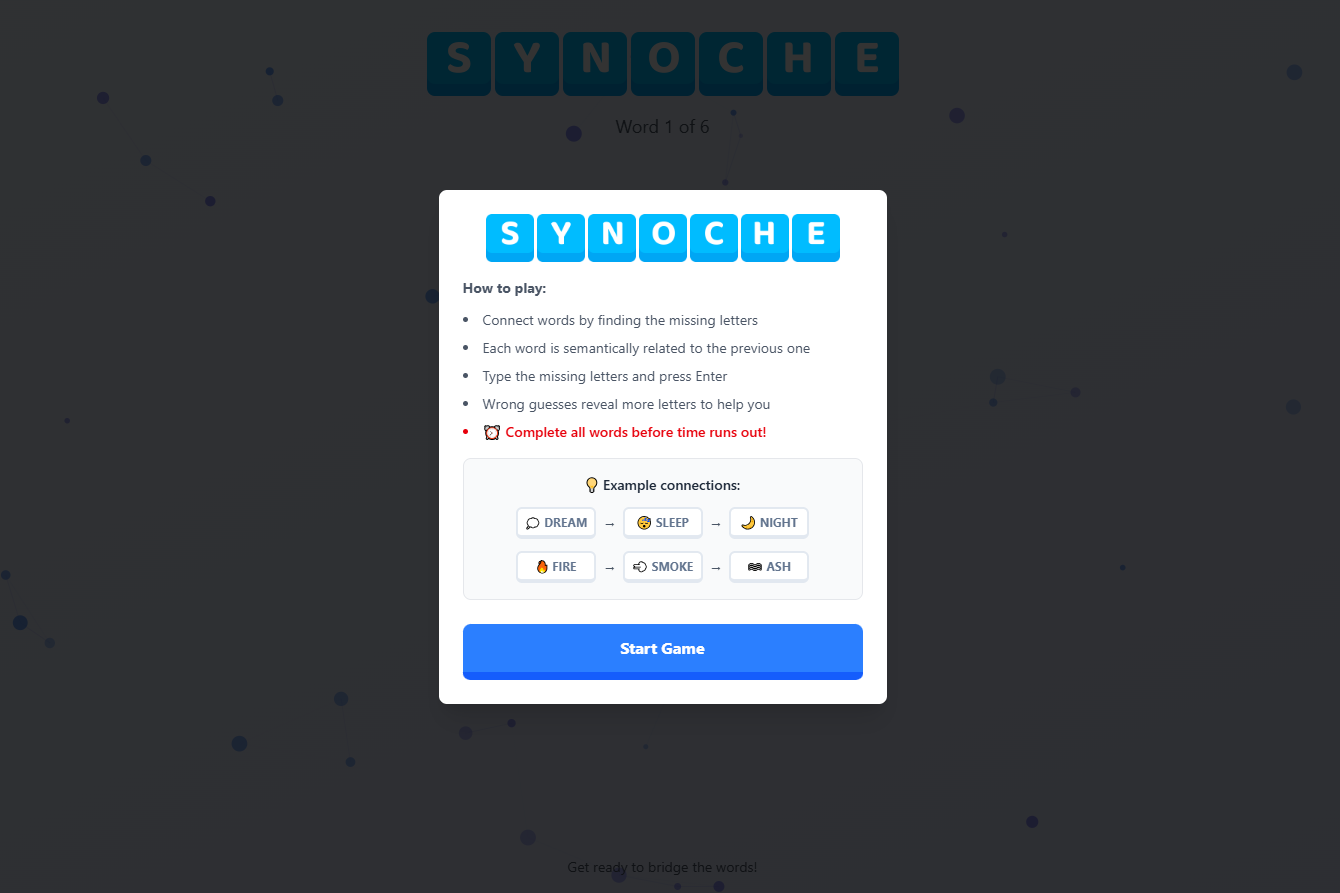 SYNOCHE
Word 1 of 6
SYNOCHE
How to play:
• Connect words by finding the missing letters
• Each word is semantically related to the previous one
• Type the missing letters and press Enter
• Wrong guesses reveal more letters to help you
• ⏰ Complete all words before time runs out!
💡 Example connections:
💭 DREAM → 😴 SLEEP → 🌙 NIGHT
🔥 FIRE → 💨 SMOKE → 🌫 ASH
Start Game
Get ready to bridge the words!